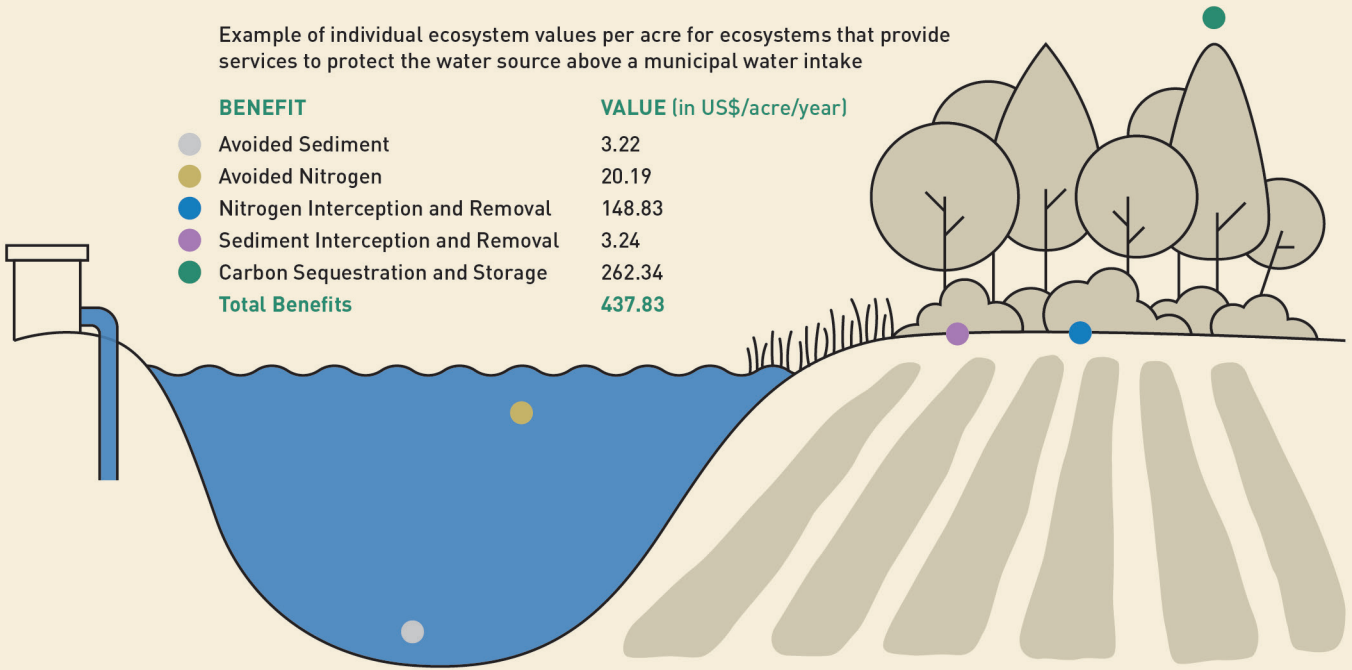 Example of individual ecosystem values per acre for ecosystems that provide
services to protect the water source above a municipal water intake
BENEFIT VALUE (in US$/acre/year)
Avoided Sediment 3.22
Avoided Nitrogen 20.19
Nitrogen Interception and Removal 148.83
Sediment Interception and Removal 3.24
Carbon Sequestration and Storage 262.34
Total Benefits 437.83